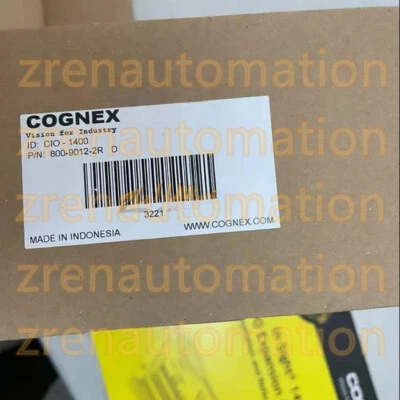 zrenautomation
COGNEX
Vision for Industry
ID: CIO - 1400
P/N: 800-9012-2R D
zrenautomation
3221
WWW.COGNEX.COM
MADE IN INDONESIA
zrenautomation
COGNEX
zrenautomation